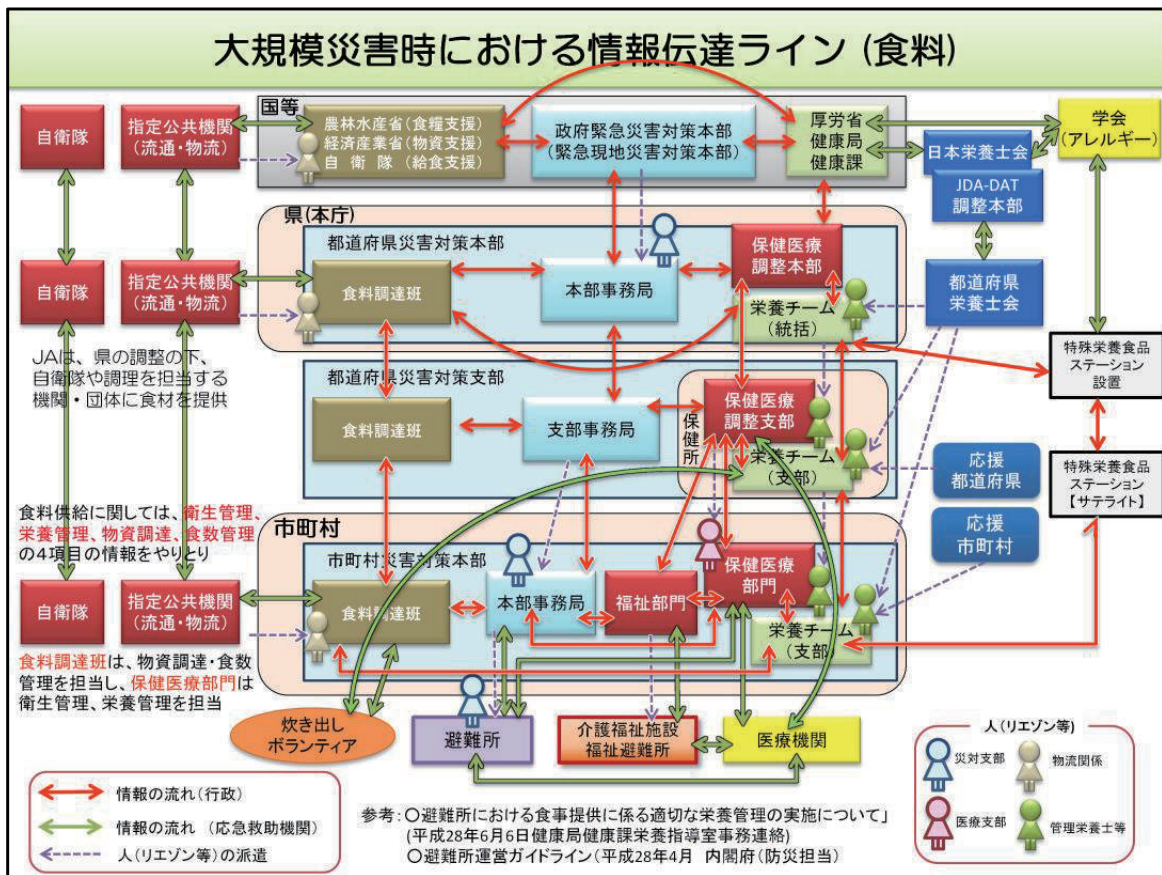 大規模災害時における情報伝達ライン(食料)
国等
自衛隊
指定公共機関
(流通・物流)
農林水産省(食糧支援)
経済産業省(物資支援)
自 衛 隊 (給食支援)
政府緊急災害対策本部
(緊急現地災害対策本部)
厚労省
健康局
健康課
日本栄養士会
JDA-DAT
調整本部
学会
(アレルギー)
県(本庁)
都道府県災害対策本部
自衛隊
指定公共機関
(流通・物流)
食料調達班
本部事務局
保健医療
調整本部
栄養チーム
(統括)
都道府県
栄養士会
JAは、県の調整の下、
自衛隊や調理を担当する
機関・団体に食材を提供
特殊栄養食品
ステーション
設置
都道府県災害対策支部
食料調達班
支部事務局
保健所
保健医療
調整支部
栄養チーム
(支部)
応援
都道府県
特殊栄養食品
ステーション
【サテライト】
応援
市町村
食料供給に関しては、衛生管理、
栄養管理、物資調達、食数管理
の4項目の情報をやりとり
市町村
市町村災害対策本部
自衛隊
指定公共機関
(流通・物流)
食料調達班
本部事務局
福祉部門
保健医療
部門
栄養チーム
(支部)
食料調達班は、物資調達・食数
管理を担当し、保健医療部門は
衛生管理、栄養管理を担当
炊き出し
ボランティア
避難所
介護福祉施設
福祉避難所
医療機関
情報の流れ(行政)
情報の流れ (応急救助機関)
人(リエゾン等)の派遣
参考:〇避難所における食事提供に係る適切な栄養管理の実施について」
(平成28年6月6日健康局健康課栄養指導室事務連絡)
〇避難所運営ガイドライン(平成28年4月 内閣府(防災担当)
人(リエゾン等)
災対支部
物流関係
医療支部
管理栄養士等